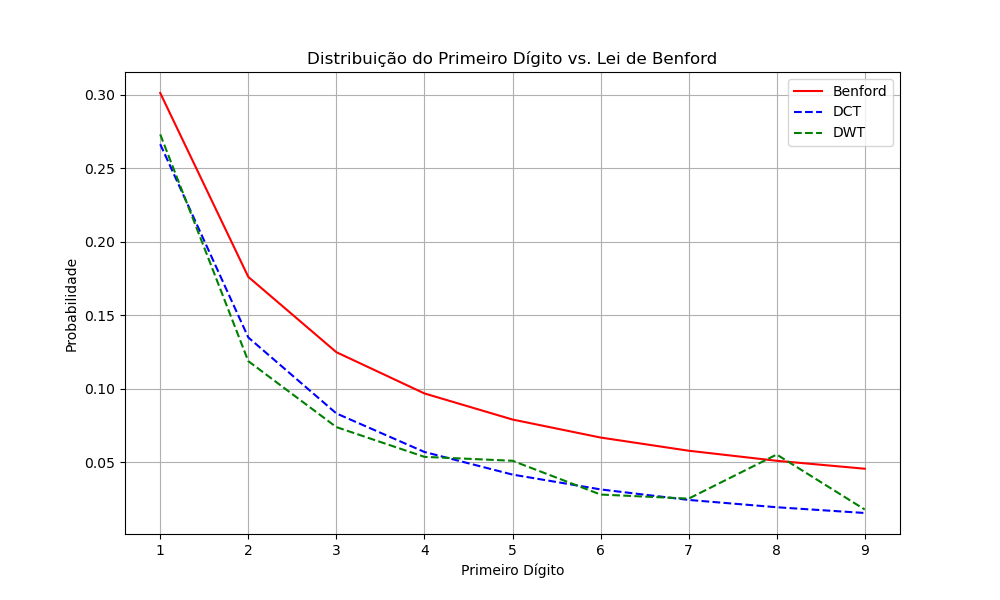 Distribuição do Primeiro Dígito vs. Lei de Benford
Benford
DCT
DWT
0.30
0.25
0.20
0.15
0.10
0.05
Probabilidade
1 2 3 4 5 6 7 8 9
Primeiro Dígito